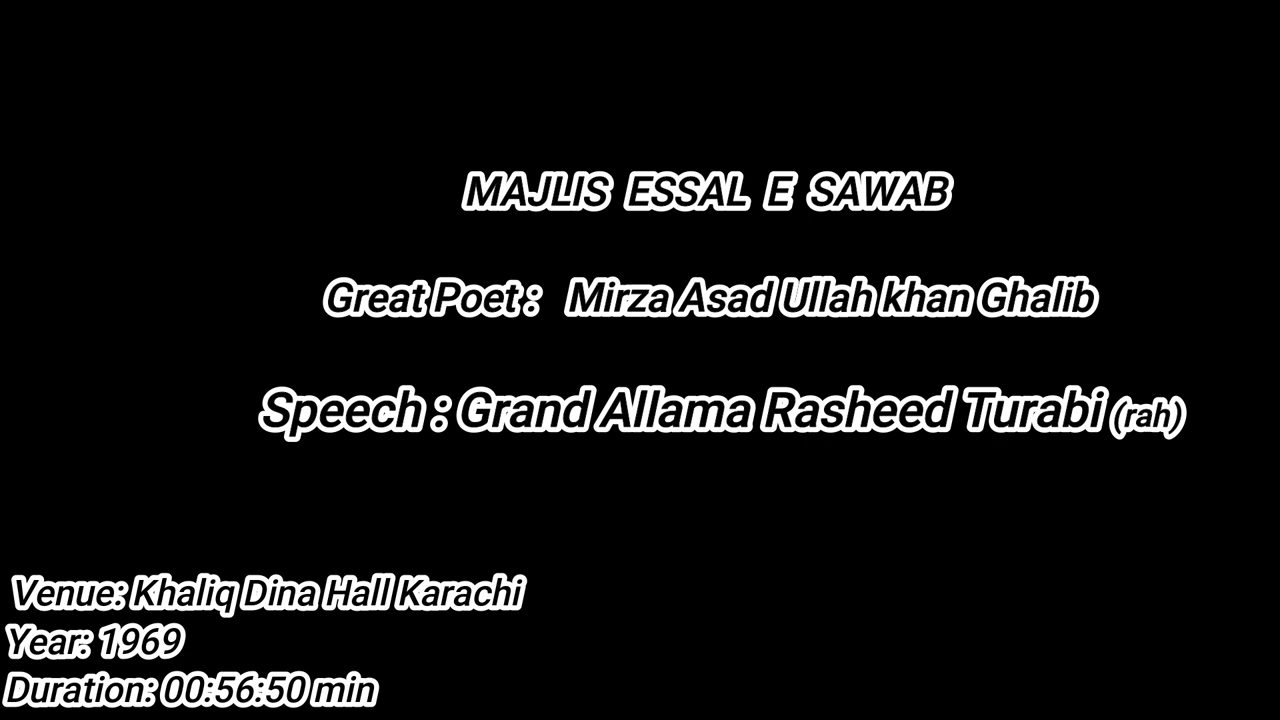 MAJLIS ESSAL E SAWAB
Great Poet : Mirza Asad Ullah khan Ghalib
Speech : Grand Allama Rasheed Turabi (rah)
Venue: Khaliq Dina Hall Karachi
Year: 1969
Duration: 00:56:50 min